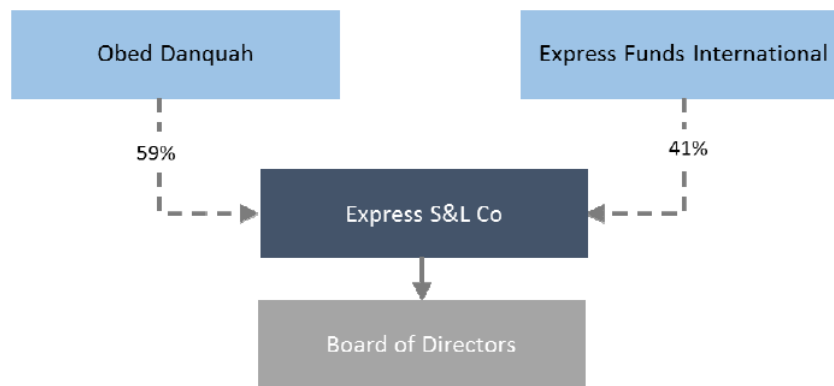 Obed Danquah
Express Funds International
59%
41%
Express S&L Co
Board of Directors